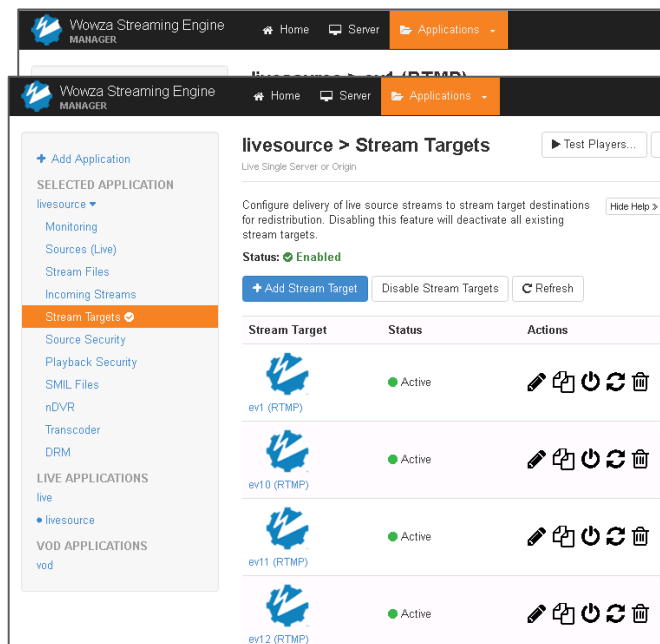 Wowza Streaming Engine
MANAGER
Home
Server
Applications
Wowza Streaming Engine
MANAGER
Home
Server
Applications
Add Application
SELECTED APPLICATION
livesource
Monitoring
Sources (Live)
Stream Files
Incoming Streams
Stream Targets
Source Security
Playback Security
SMIL Files
nDVR
Transcoder
DRM
LIVE APPLICATIONS
live
livesource
VOD APPLICATIONS
vod
livesource > Stream Targets
Live Single Server or Origin
Test Players...
Configure delivery of live source streams to stream target destinations
for redistribution. Disabling this feature will deactivate all existing
stream targets.
Hide Help »
Status: Enabled
+ Add Stream Target
Disable Stream Targets
Refresh
Stream Target Status Actions
Active
ev1 (RTMP)
Active
ev10 (RTMP)
Active
ev11 (RTMP)
Active
ev12 (RTMP)